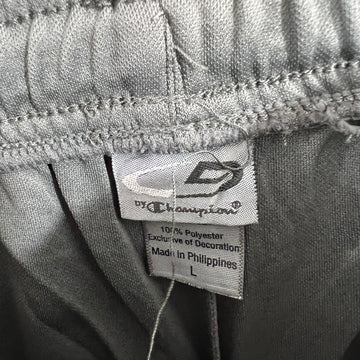 C9
BY Champion
100% Polyester
Exclusive of Decoration
Made in Philippines
L